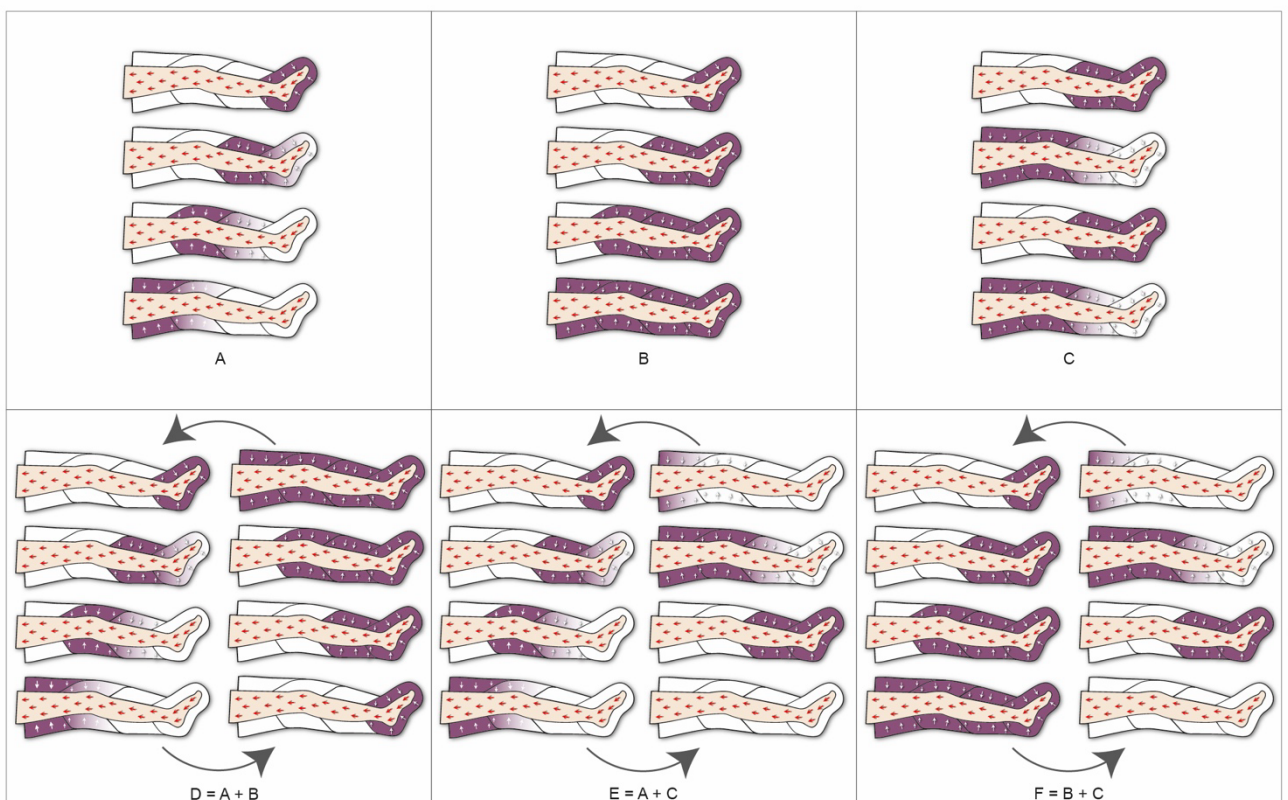 A
B
C
D = A + B
E = A + C
F = B + C